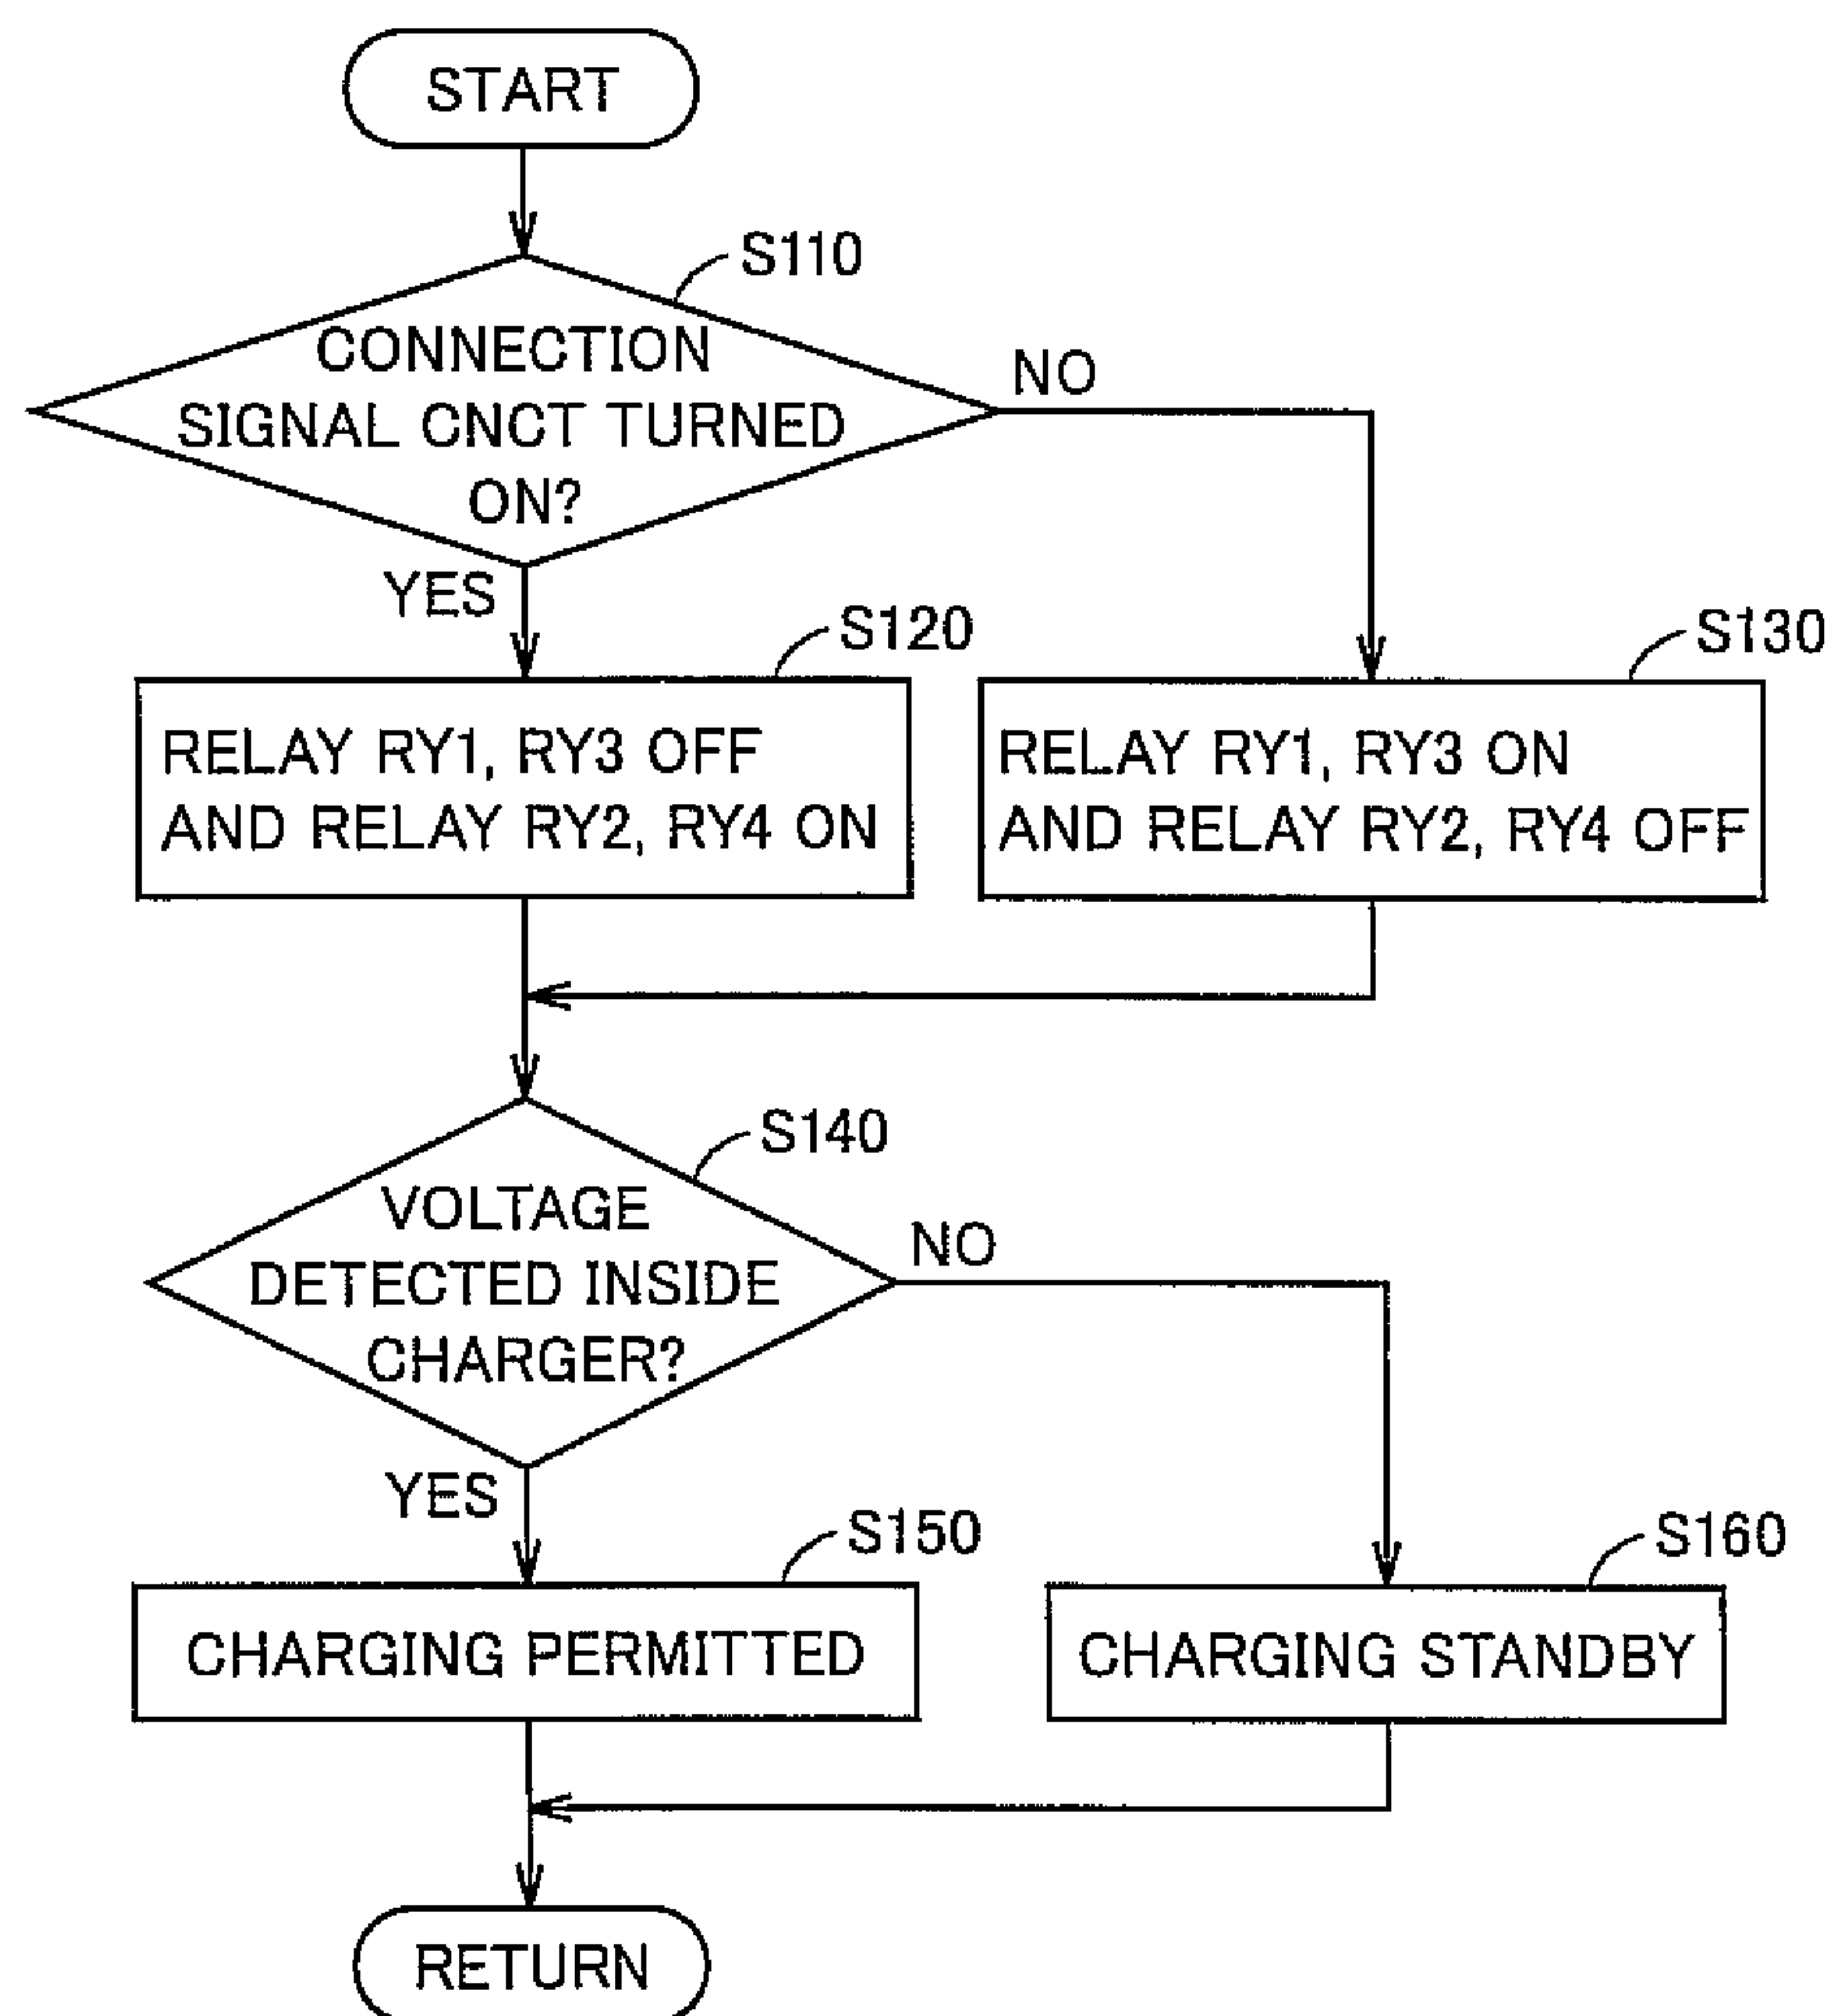 START
S110
CONNECTION
SIGNAL CNCT TURNED
ON?
NO
YES
S120
S130
RELAY RY1, RY3 OFF
AND RELAY RY2, RY4 ON
RELAY RY1, RY3 ON
AND RELAY RY2, RY4 OFF
S140
VOLTAGE
DETECTED INSIDE
CHARGER?
NO
YES
S150
S160
CHARGING PERMITTED
CHARGING STANDBY
RETURN